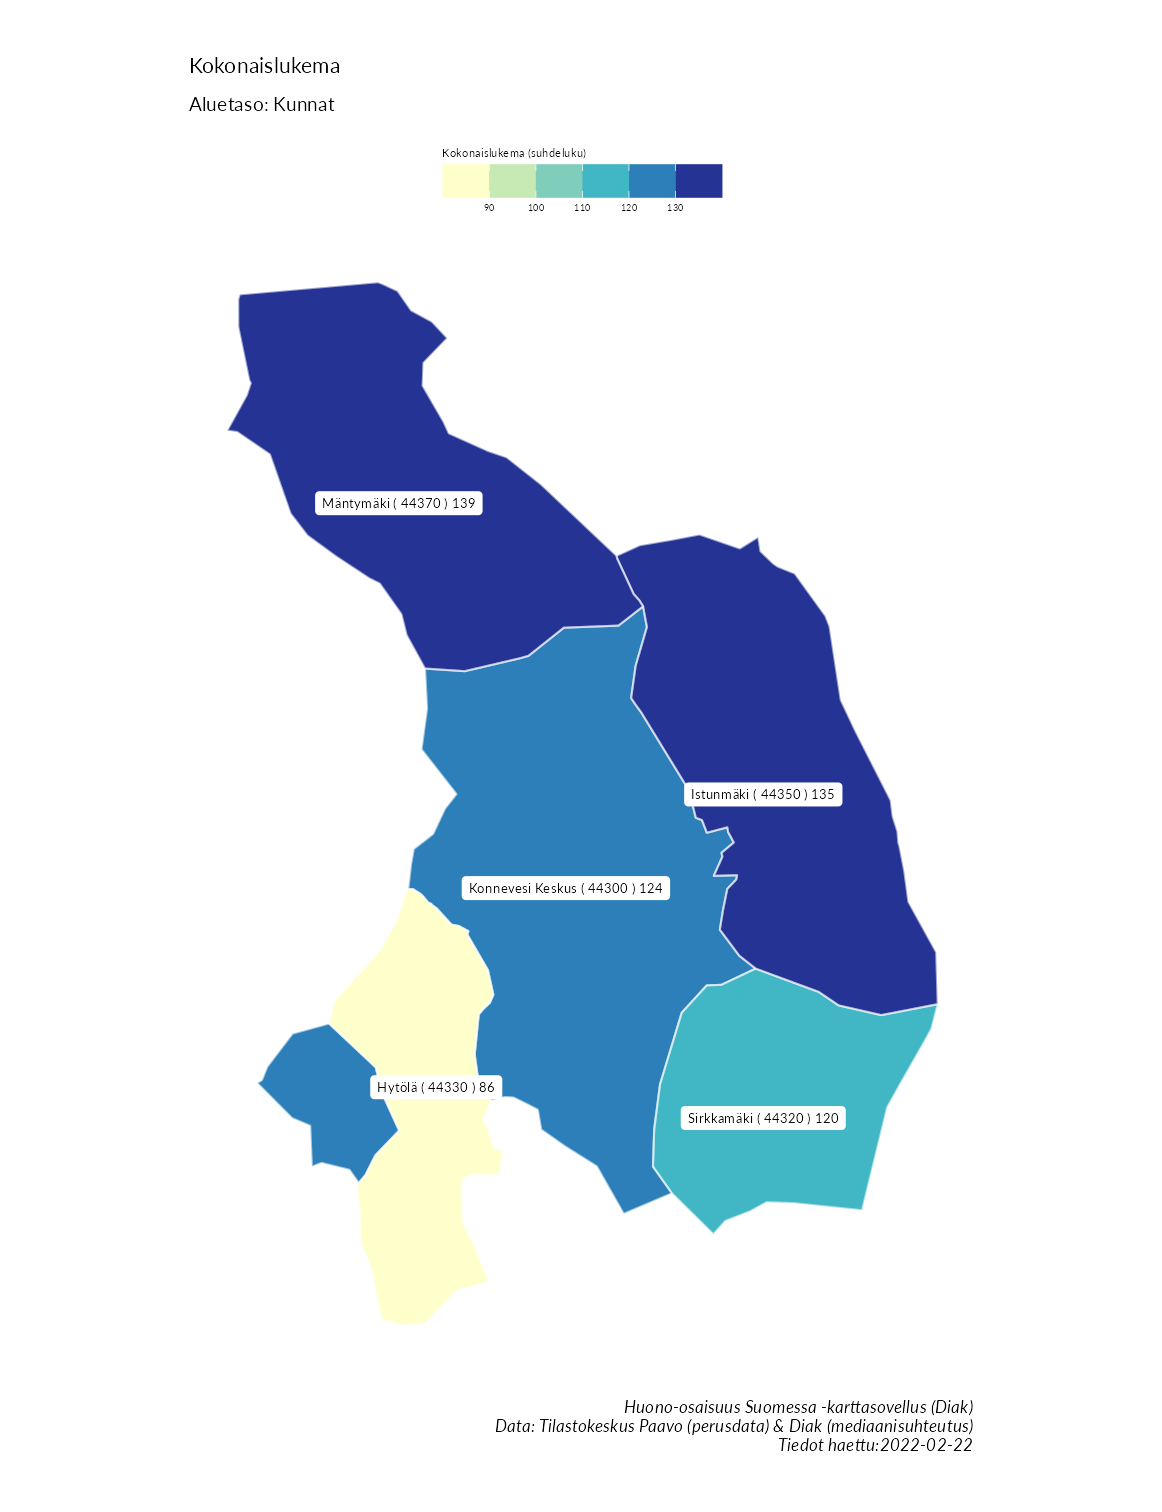 Kokonaislukema
Aluetaso: Kunnat
Kokonaislukema (suhdeluku)
90 100 110 120 130
Mäntymäki ( 44370 ) 139
Istunmäki ( 44350 ) 135
Konnevesi Keskus ( 44300 ) 124
Hytölä ( 44330 ) 86
Sirkkamäki ( 44320 ) 120
Huono-osaisuus Suomessa -karttasovellus (Diak)
Data: Tilastokeskus Paavo (perusdata) & Diak (mediaanisuhteutus)
Tiedot haettu:2022-02-22